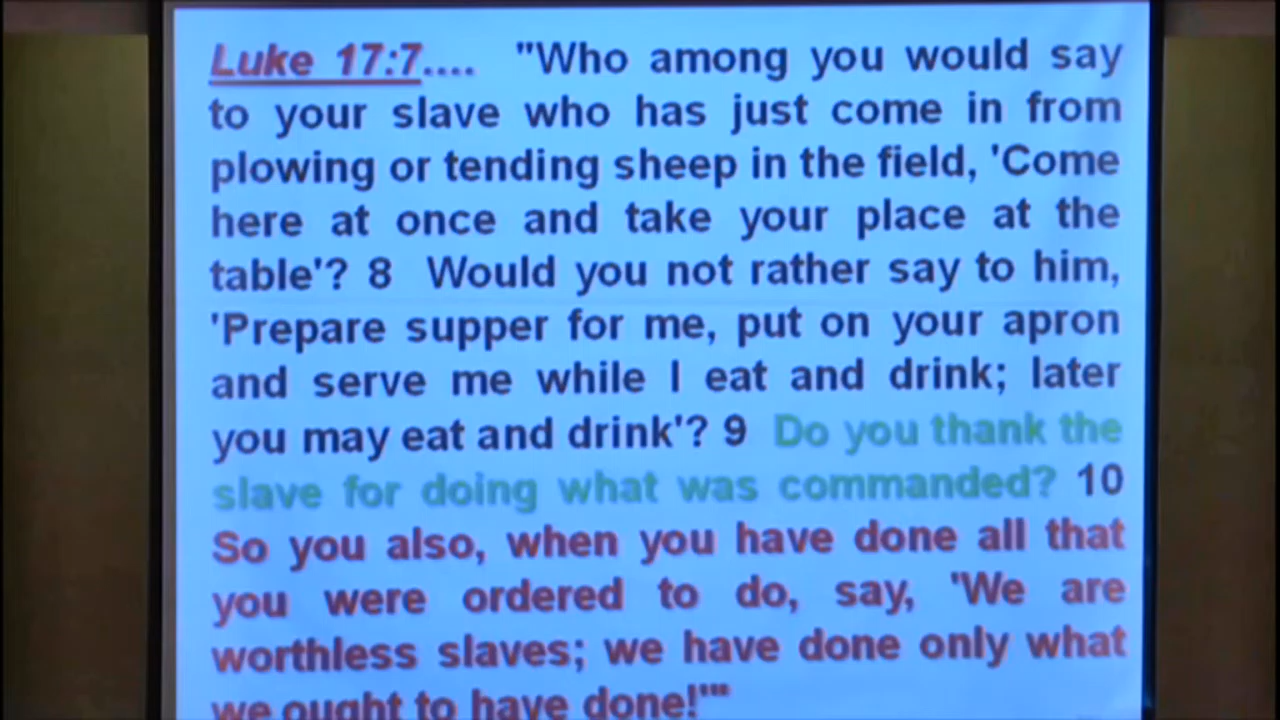 Luke 17:7.... "Who among you would say
to your slave who has just come in from
plowing or tending sheep in the field, 'Come
here at once and take your place at the
table'? 8 Would you not rather say to him,
'Prepare supper for me, put on your apron
and serve me while I eat and drink; later
you may eat and drink'? 9 Do you thank the
slave for doing what was commanded? 10
So you also, when you have done all that
you were ordered to do, say, 'We are
worthless slaves; we have done only what
we ought to have done!'"